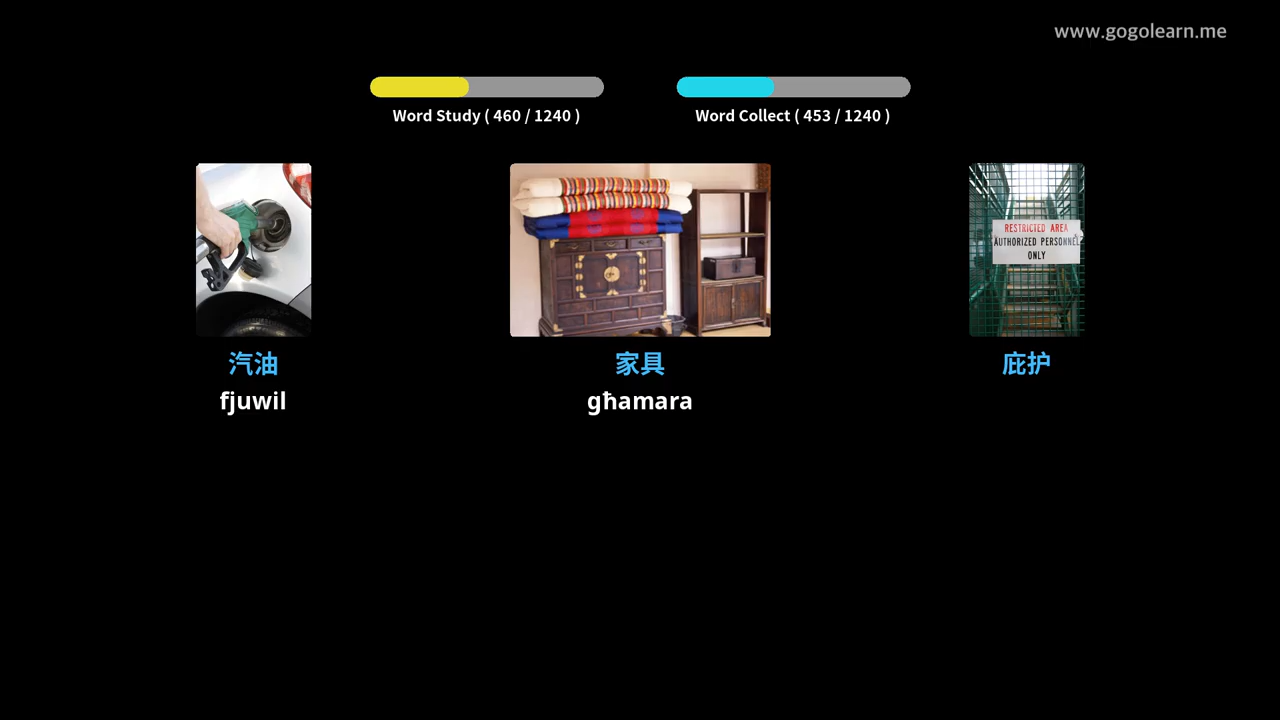 www.gogolearn.me
Word Study ( 460 / 1240 )
Word Collect ( 453 / 1240 )
RESTRICTED AREA
AUTHORIZED PERSONNEL
ONLY
汽油
家具
庇护
fjuwil
għamara